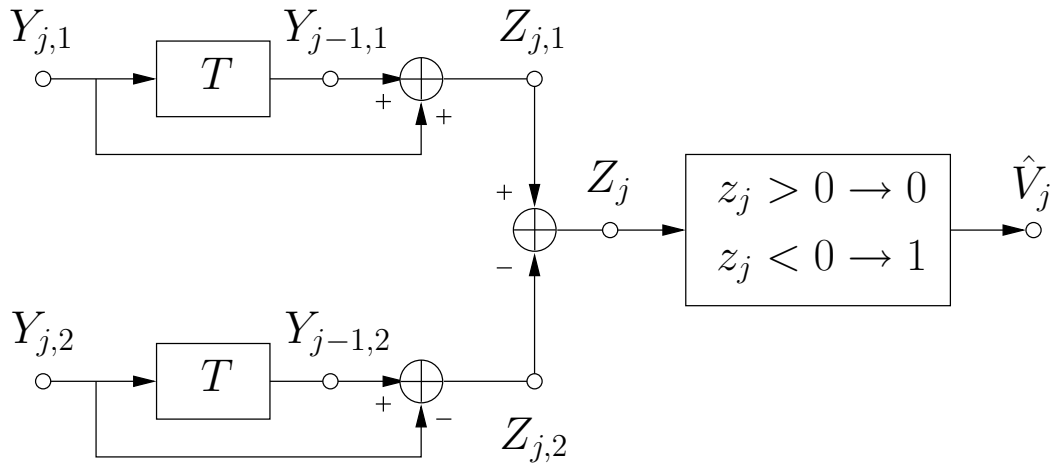 Y_{j,1}
T
Y_{j−1,1}
+
+
Z_{j,1}
+
−
Z_j
z_j > 0 → 0
z_j < 0 → 1
\hat{V}_j
Y_{j,2}
T
Y_{j−1,2}
+
−
Z_{j,2}